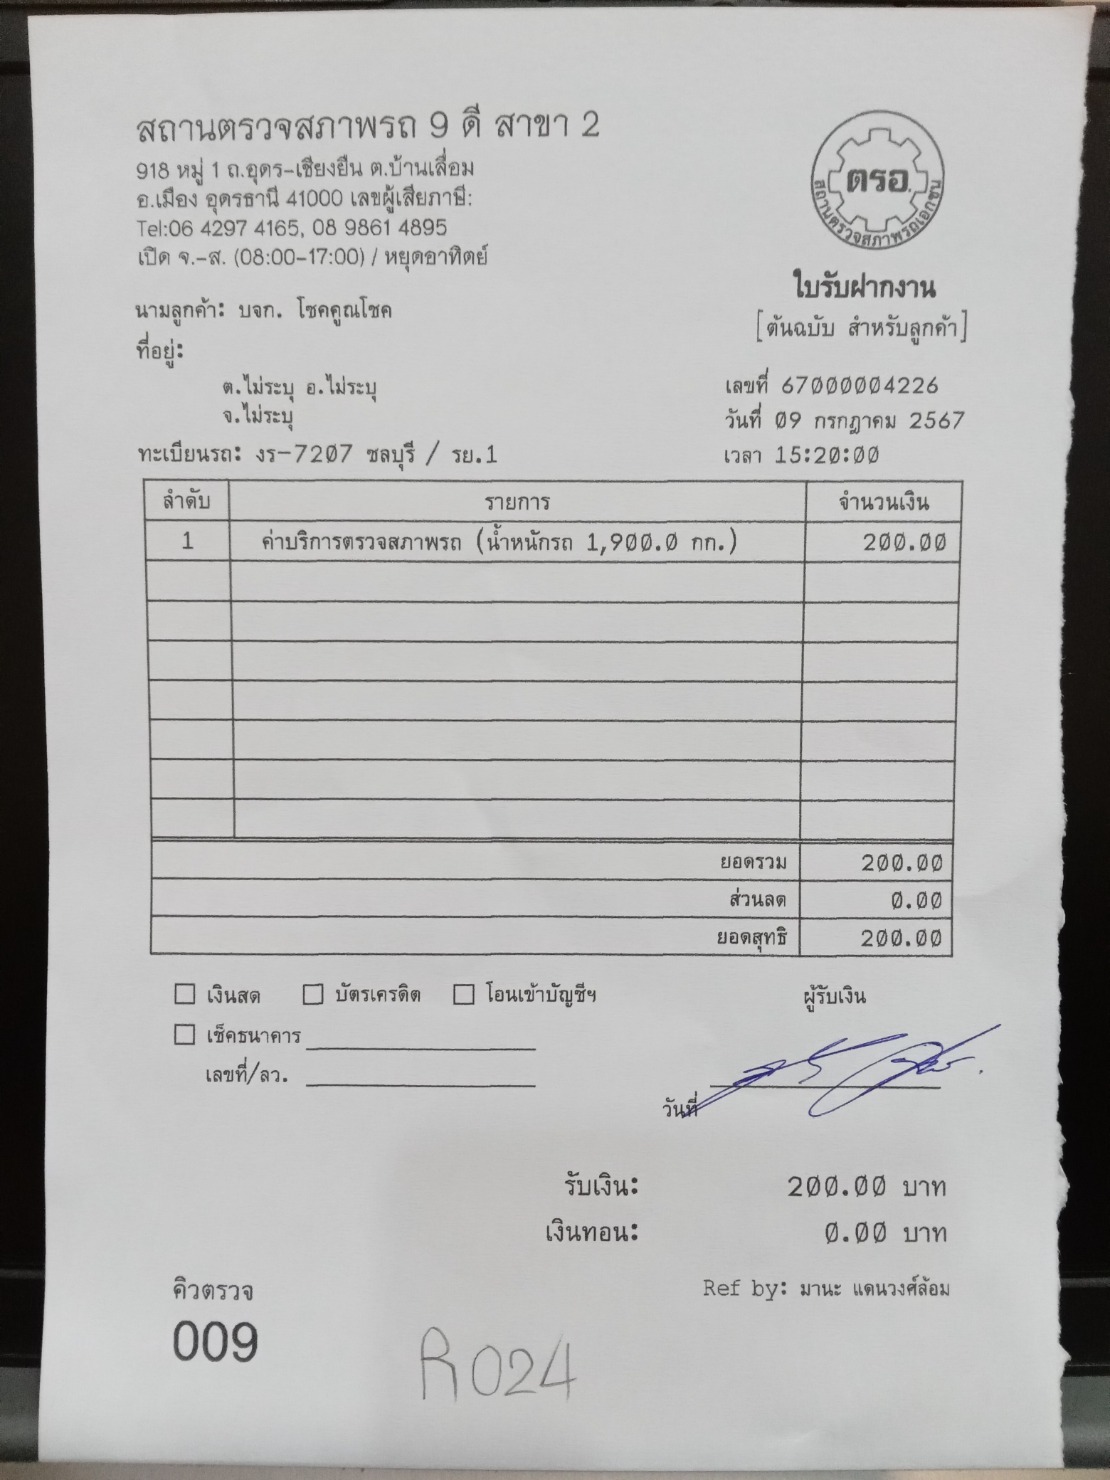 สถานตรวจสภาพรถ 9 ดี สาขา 2
918 หมู่ 1 ถ.อุดร-เชียงยืน ต.บ้านเลื่อม
อ.เมือง อุดรธานี 41000 เลขผู้เสียภาษี:
Tel:06 4297 4165, 08 9861 4895
เปิด จ.-ส. (08:00-17:00) / หยุดอาทิตย์
ตรอ.
สถานตรวจสภาพรถเอกชน
ใบรับฝากงาน
[ต้นฉบับ สำหรับลูกค้า]
นามลูกค้า: บจก. โชคคูณโชค
ที่อยู่:
ต.ไม่ระบุ อ.ไม่ระบุ
จ.ไม่ระบุ
ทะเบียนรถ: งร-7207 ชลบุรี / รย.1
เลขที่ 67000004226
วันที่ 09 กรกฎาคม 2567
เวลา 15:20:00
ลำดับ รายการ จำนวนเงิน
1 ค่าบริการตรวจสภาพรถ (น้ำหนักรถ 1,900.0 กก.) 200.00
ยอดรวม 200.00
ส่วนลด 0.00
ยอดสุทธิ 200.00
เงินสด บัตรเครดิต โอนเข้าบัญชีฯ ผู้รับเงิน
เช็คธนาคาร
เลขที่/ลว.
วันที่
รับเงิน: 200.00 บาท
เงินทอน: 0.00 บาท
คิวตรวจ
009
Ref by: มานะ แดนวงศ์ล้อม
R024